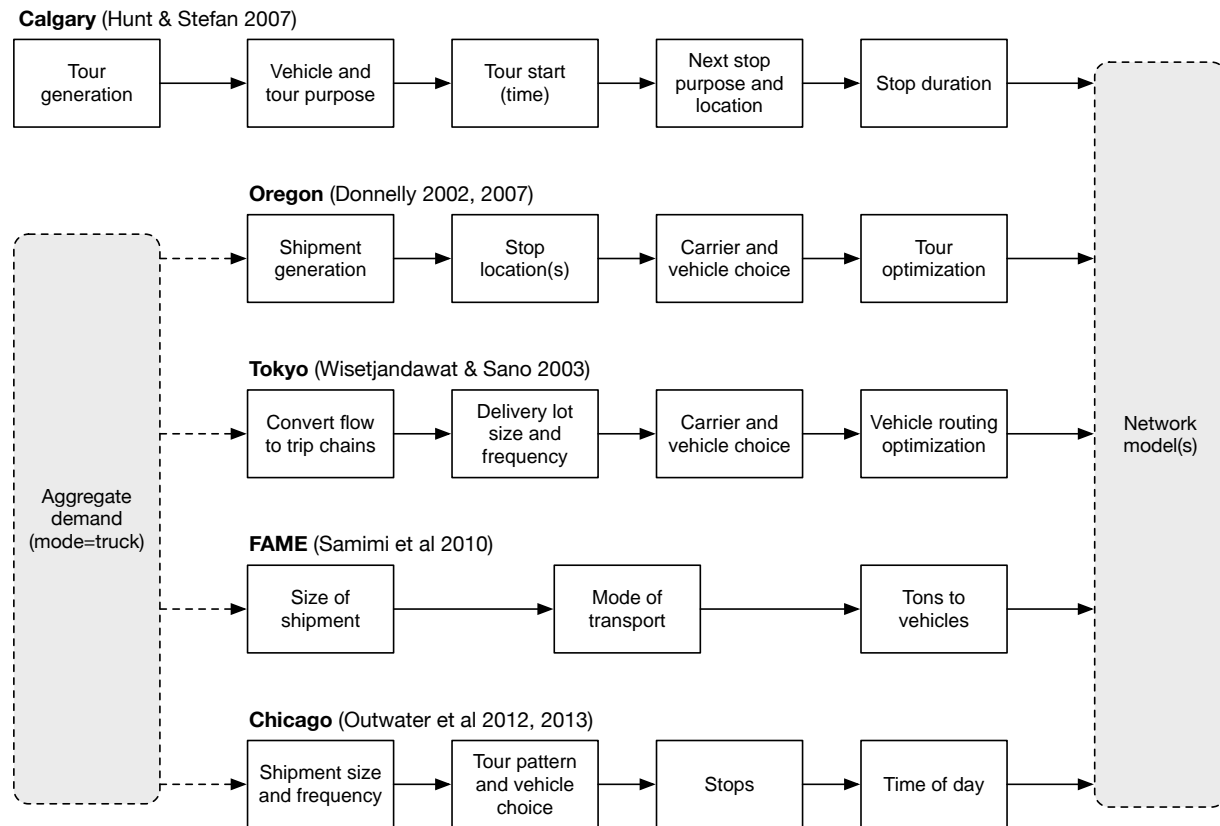 Calgary (Hunt & Stefan 2007)
Tour
generation
Vehicle and
tour purpose
Tour start
(time)
Next stop
purpose and
location
Stop duration
Oregon (Donnelly 2002, 2007)
Shipment
generation
Stop
location(s)
Carrier and
vehicle choice
Tour
optimization
Tokyo (Wisetjandawat & Sano 2003)
Convert flow
to trip chains
Delivery lot
size and
frequency
Carrier and
vehicle choice
Vehicle routing
optimization
Network
model(s)
Aggregate
demand
(mode=truck)
FAME (Samimi et al 2010)
Size of
shipment
Mode of
transport
Tons to
vehicles
Chicago (Outwater et al 2012, 2013)
Shipment size
and frequency
Tour pattern
and vehicle
choice
Stops
Time of day